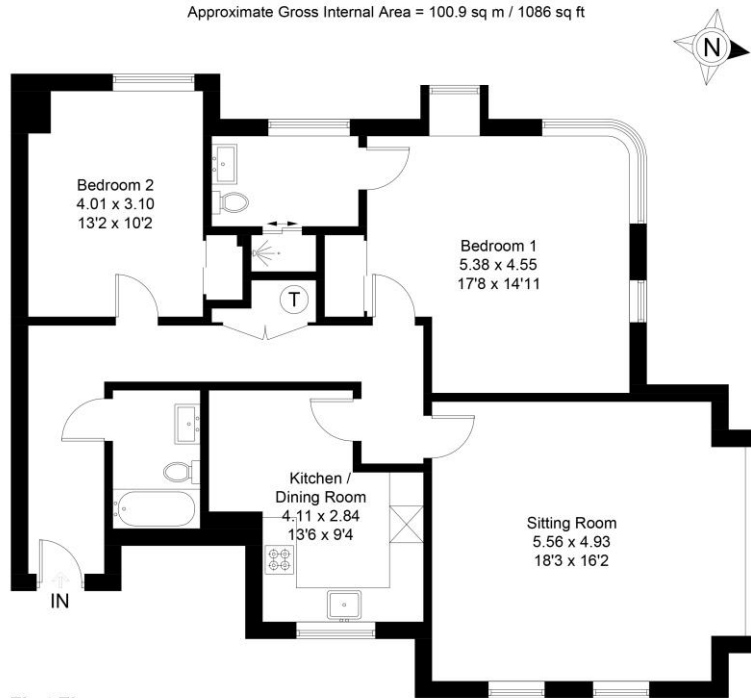 Approximate Gross Internal Area = 100.9 sq m / 1086 sq ft
N
Bedroom 2
4.01 x 3.10
13'2 x 10'2
Bedroom 1
5.38 x 4.55
17'8 x 14'11
T
Kitchen /
Dining Room
4.11 x 2.84
13'6 x 9'4
Sitting Room
5.56 x 4.93
18'3 x 16'2
IN